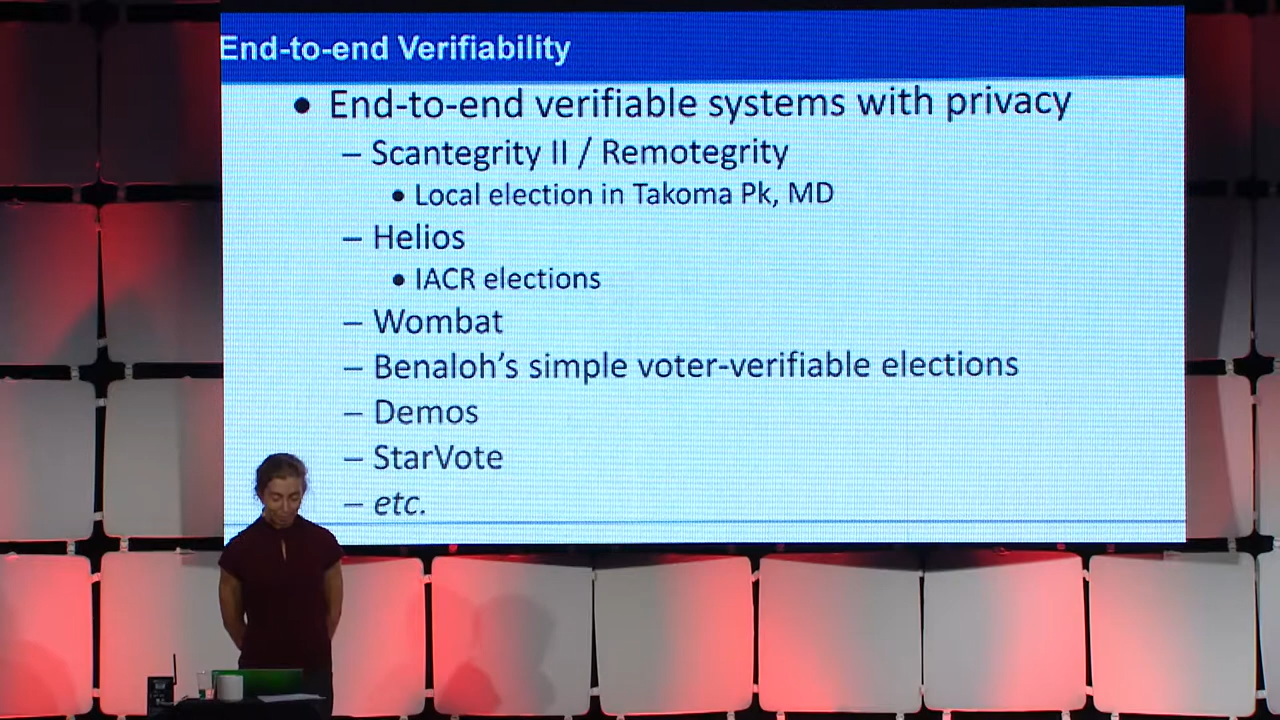 End-to-end Verifiability
• End-to-end verifiable systems with privacy
– Scantegrity II / Remotegrity
• Local election in Takoma Pk, MD
– Helios
• IACR elections
– Wombat
– Benaloh’s simple voter-verifiable elections
– Demos
– StarVote
– etc.